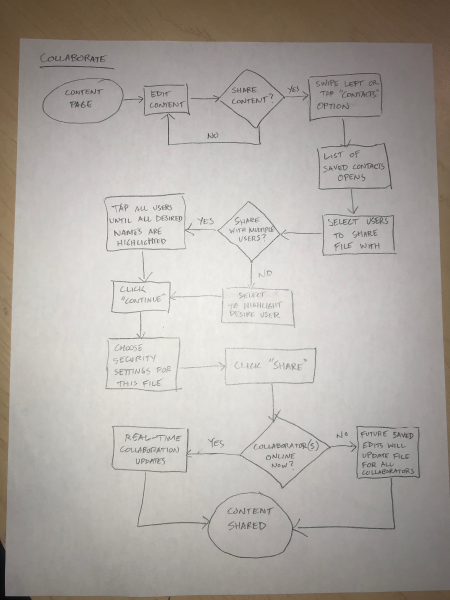 COLLABORATE
CONTENT
PAGE
EDIT
CONTENT
SHARE
CONTENT?
YES
SWIPE LEFT OR
TAP "CONTACTS"
OPTION
NO
LIST OF
SAVED CONTACTS
OPENS
SELECT USERS
TO SHARE
FILE WITH
SHARE
WITH MULTIPLE
USERS?
YES
TAP ALL USERS
UNTIL ALL DESIRED
NAMES ARE
HIGHLIGHTED
NO
SELECT
TO HIGHLIGHT
DESIRE USER
CLICK
"CONTINUE"
CHOOSE
SECURITY
SETTINGS FOR
THIS FILE
CLICK "SHARE"
COLLABORATOR(S)
ONLINE
NOW?
YES
REAL-TIME
COLLABORATION
UPDATES
NO
FUTURE SAVED
EDITS WILL
UPDATE FILE
FOR ALL
COLLABORATORS
CONTENT
SHARED